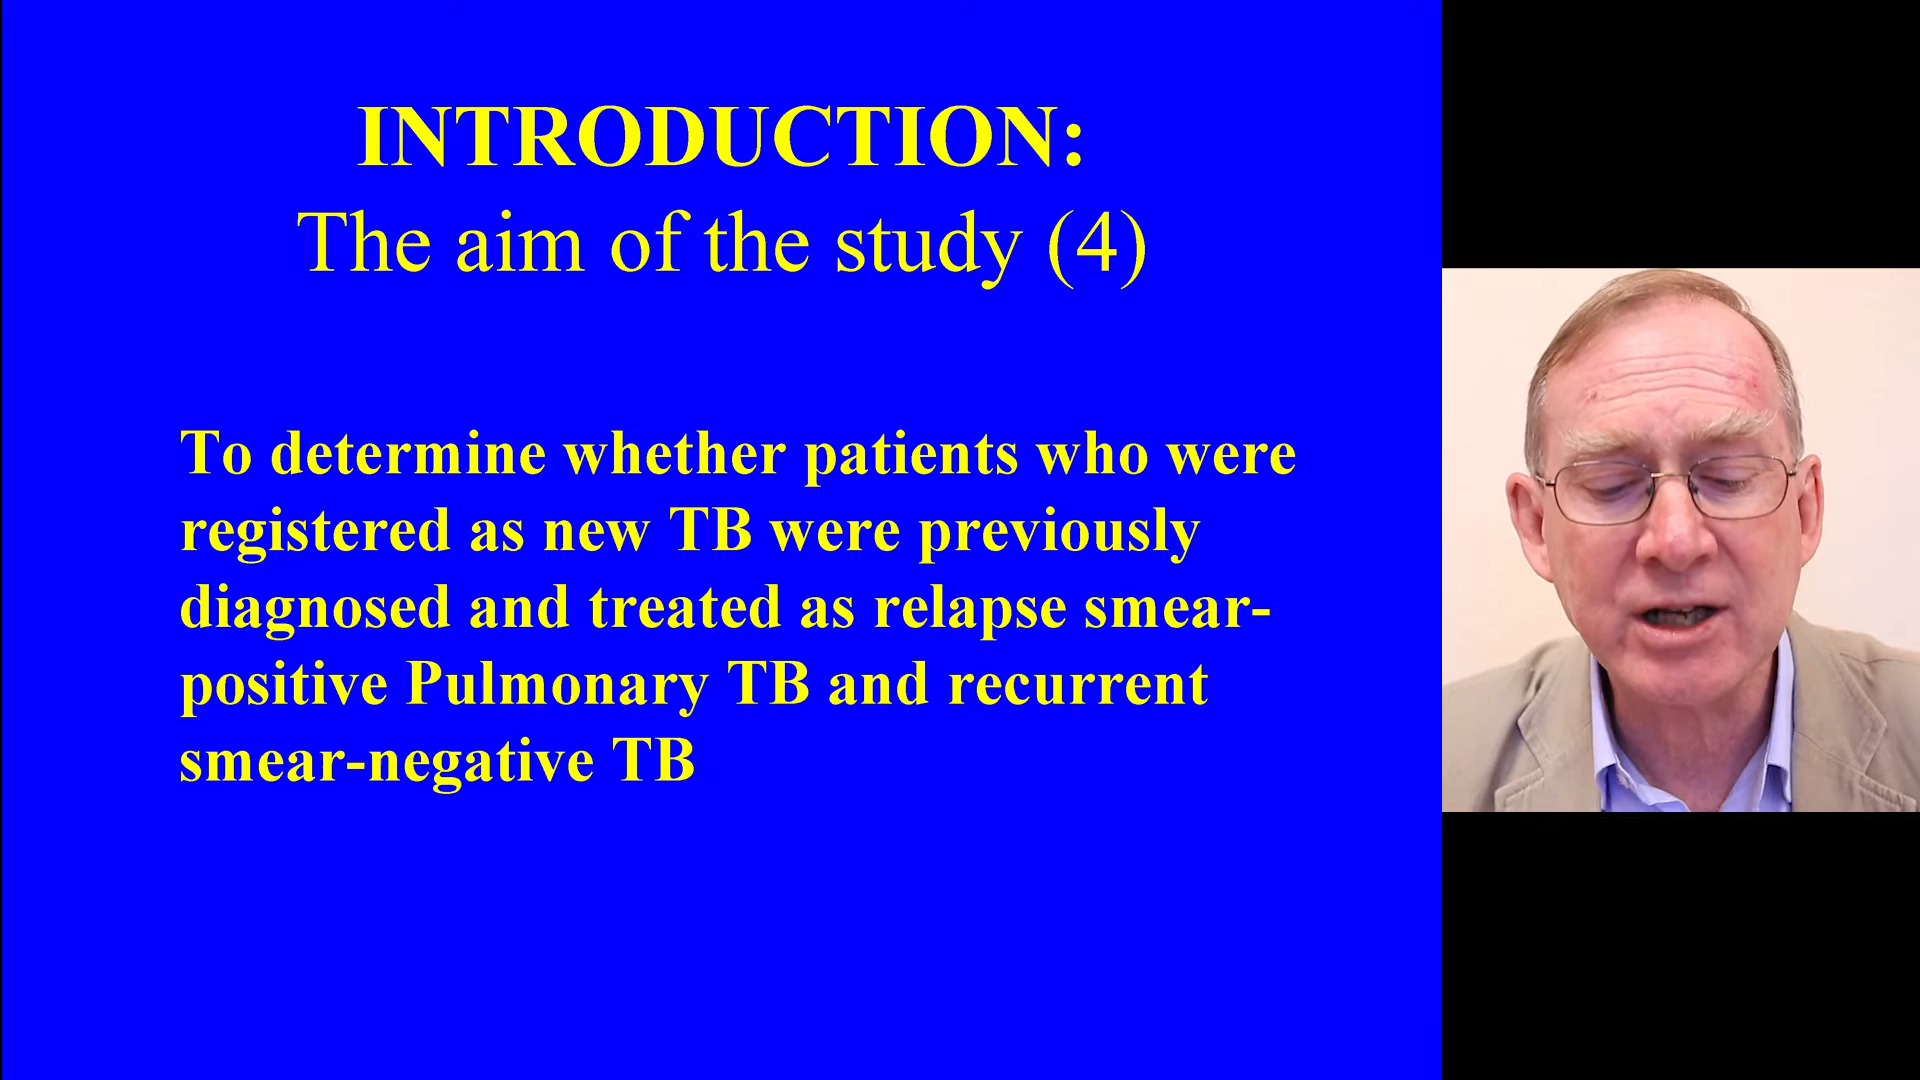 INTRODUCTION:
The aim of the study (4)
To determine whether patients who were
registered as new TB were previously
diagnosed and treated as relapse smear-
positive Pulmonary TB and recurrent
smear-negative TB